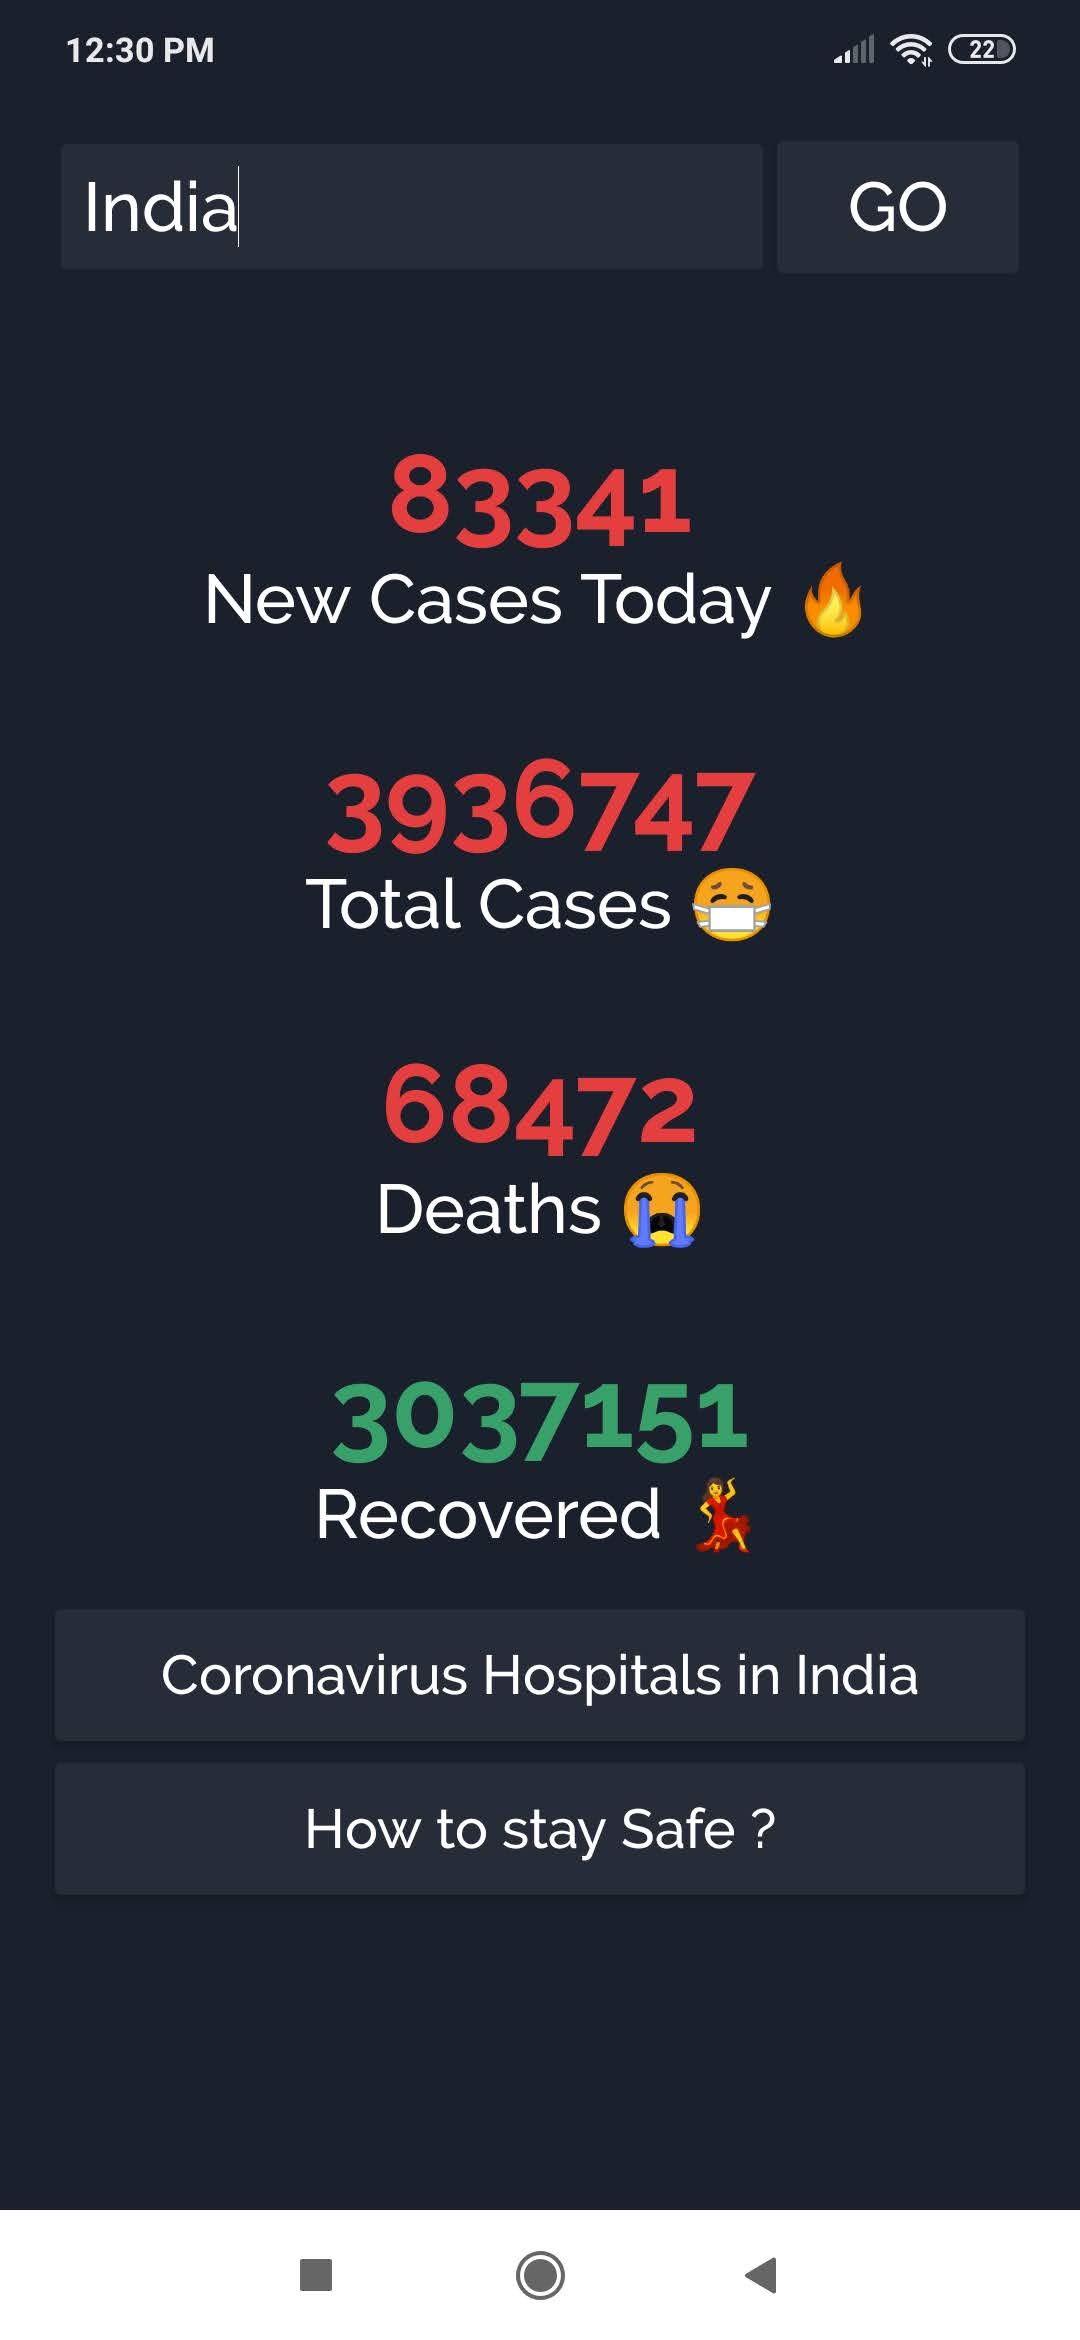 12:30 PM
22
India
GO
83341
New Cases Today 🔥
3936747
Total Cases 😷
68472
Deaths 😭
3037151
Recovered 💃
Coronavirus Hospitals in India
How to stay Safe ?